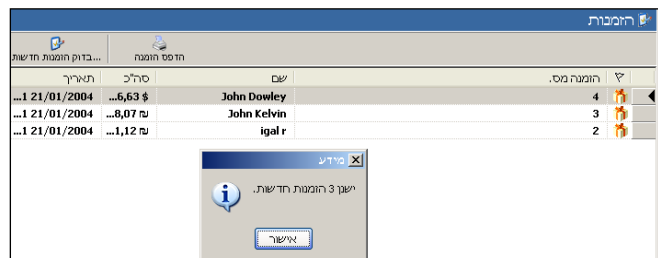 הזמנות
הדפס הזמנה
בדוק הזמנות חדשות...
הזמנה מס. שם סה"כ תאריך
4 John Dowley $ 6,63... 21/01/2004 1...
3 John Kelvin ₪ 8,07... 21/01/2004 1...
2 igal r ₪ 1,12... 21/01/2004 1...
מידע
ישנן 3 הזמנות חדשות.
אישור